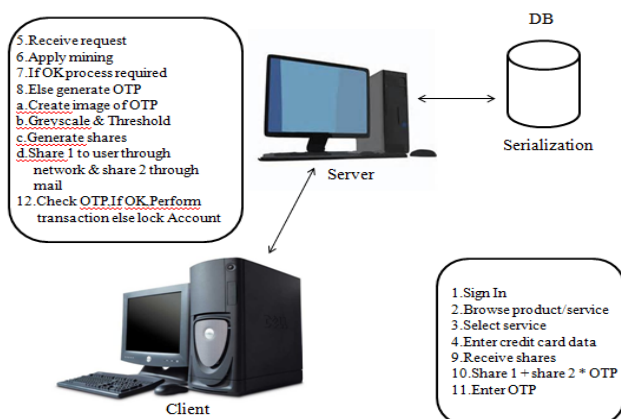 5.Receive request
6.Apply mining
7.If OK process required
8.Else generate OTP
a.Create image of OTP
b.Greyscale & Threshold
c.Generate shares
d.Share 1 to user through
network & share 2 through
mail
12.Check OTP.If OK.Perform
transaction else lock Account
Server
DB
Serialization
Client
1.Sign In
2.Browse product/service
3.Select service
4.Enter credit card data
9.Receive shares
10.Share 1 + share 2 * OTP
11.Enter OTP